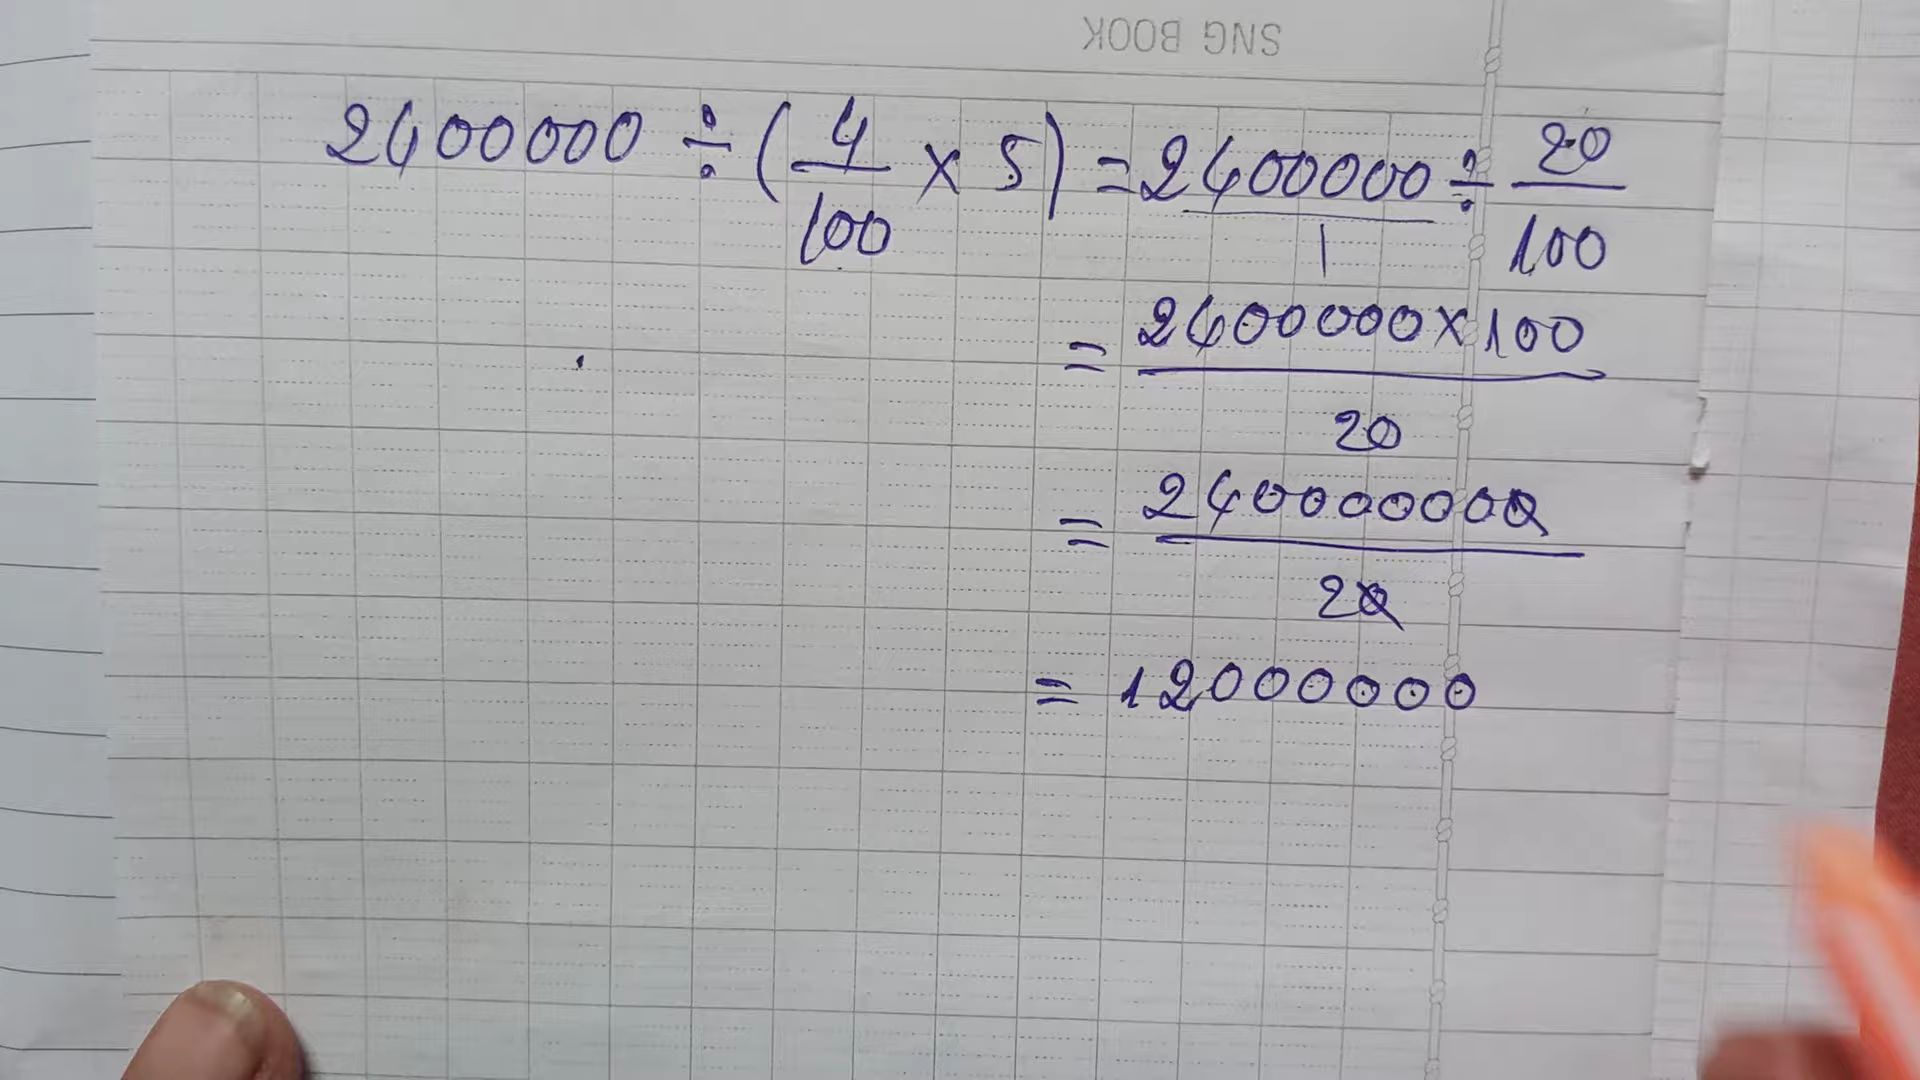 SNG BOOK
2400000 ÷ (4/100 × 5) = 2400000/1 ÷ 20/100
= 2400000×100/20
= 240000000/20
= 12000000